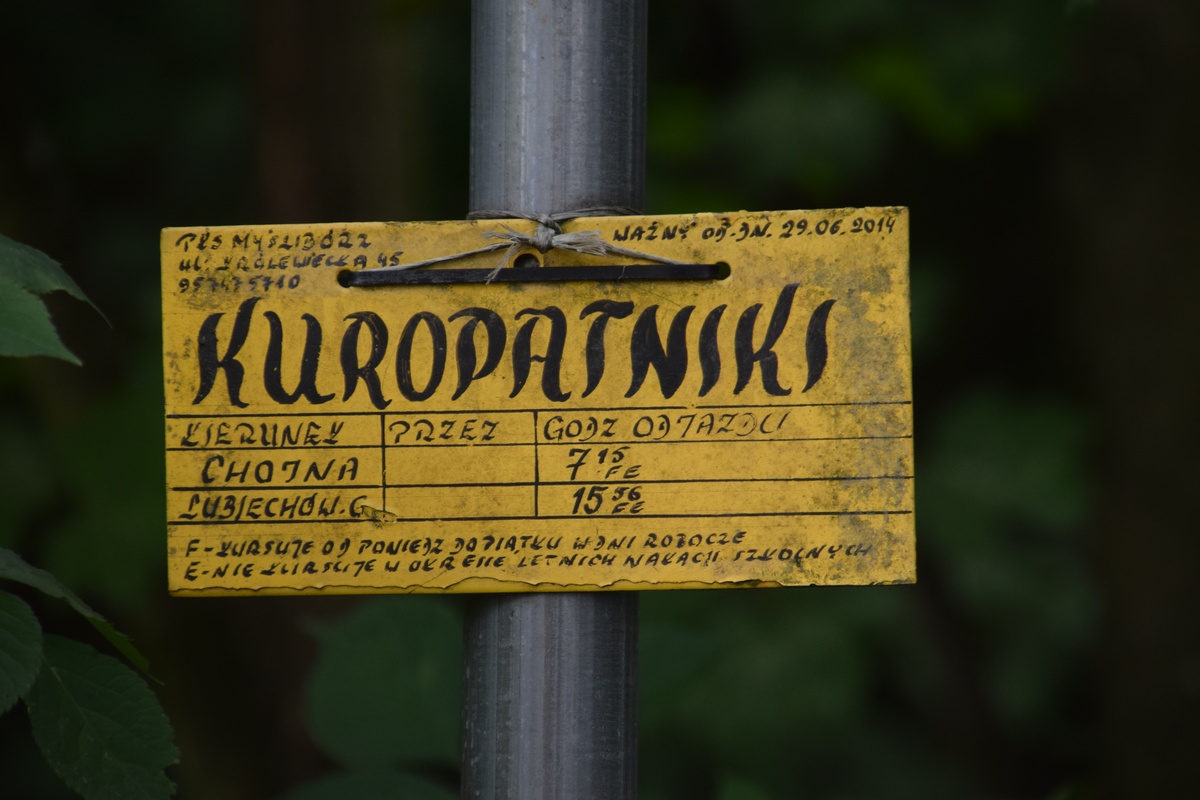 PKS MYŚLIBÓRZ
UL. KRÓLEWIECKA 45
957475710
WAŻNY OD.DN. 29.06.2014
KUROPATNIKI
KIERUNEK PRZEZ GODZ ODJAZDU
CHOJNA 7 15 FE
LUBIECHÓW.G 15 56 FE
F-KURSUJE OD PONIEDZ DO PIĄTKU W DNI ROBOCZE
E-NIE KURSUJE W OKRESIE LETNICH WAKACJI SZKOLNYCH